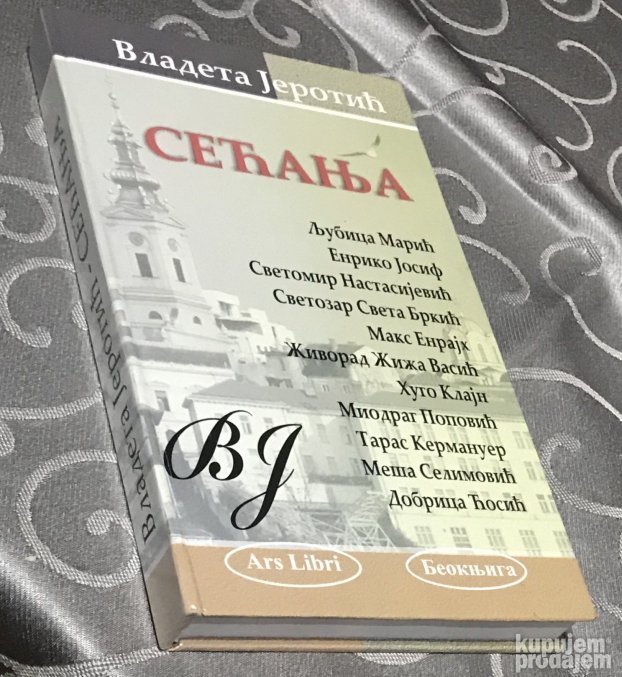 Владета Јеротић
СЕЋАЊА
Љубица Марић
Енрико Јосиф
Светомир Настасијевић
Светозар Света Бркић
Макс Енрајх
Живорад Жижа Васић
Хуго Клајн
Миодраг Поповић
Тарас Кермануер
Меша Селимовић
Добрица Ћосић
ВЈ
Ars Libri
Беокњига
Владета Јеротић - СЕЋАЊА
kupujem
prodajem